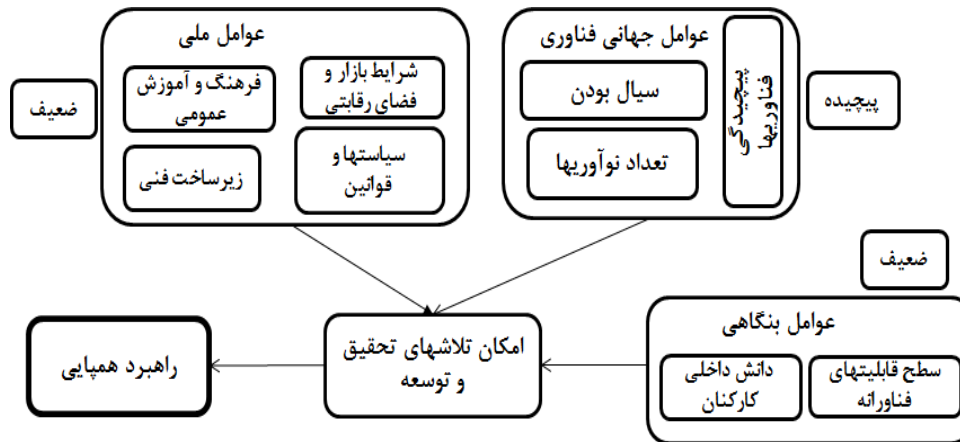 عوامل جهانی فناوری
سیال بودن
تعداد نوآوریها
پیچیدگی
فناوریها
پیچیده
عوامل ملی
شرایط بازار و
فضای رقابتی
فرهنگ و آموزش
عمومی
سیاستها و
قوانین
زیرساخت فنی
ضعیف
ضعیف
عوامل بنگاهی
سطح قابلیتهای
فناورانه
دانش داخلی
کارکنان
امکان تلاشهای تحقیق
و توسعه
راهبرد همپایی